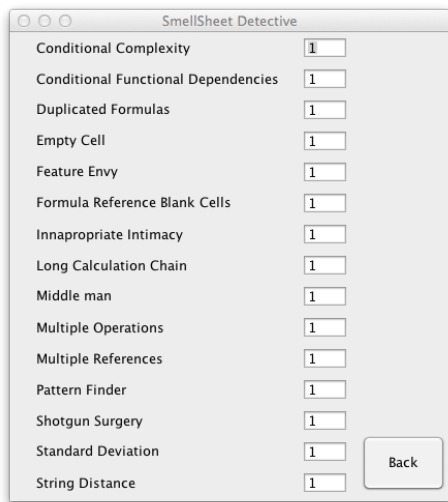 SmellSheet Detective
Conditional Complexity 1
Conditional Functional Dependencies 1
Duplicated Formulas 1
Empty Cell 1
Feature Envy 1
Formula Reference Blank Cells 1
Innapropriate Intimacy 1
Long Calculation Chain 1
Middle man 1
Multiple Operations 1
Multiple References 1
Pattern Finder 1
Shotgun Surgery 1
Standard Deviation 1
Back
String Distance 1